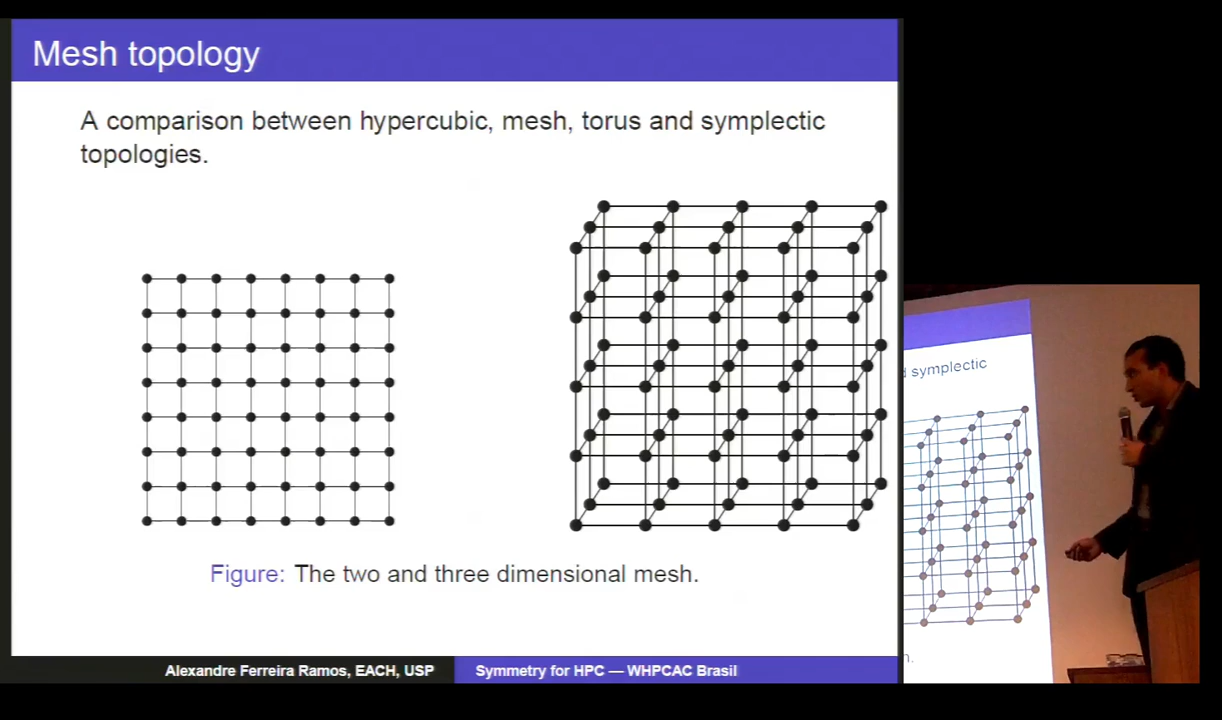 Mesh topology
A comparison between hypercubic, mesh, torus and symplectic
topologies.
Figure: The two and three dimensional mesh.
Alexandre Ferreira Ramos, EACH, USP
Symmetry for HPC — WHPCAC Brasil
symplectic